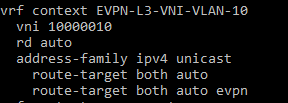 vrf context EVPN-L3-VNI-VLAN-10
vni 10000010
rd auto
address-family ipv4 unicast
route-target both auto
route-target both auto evpn